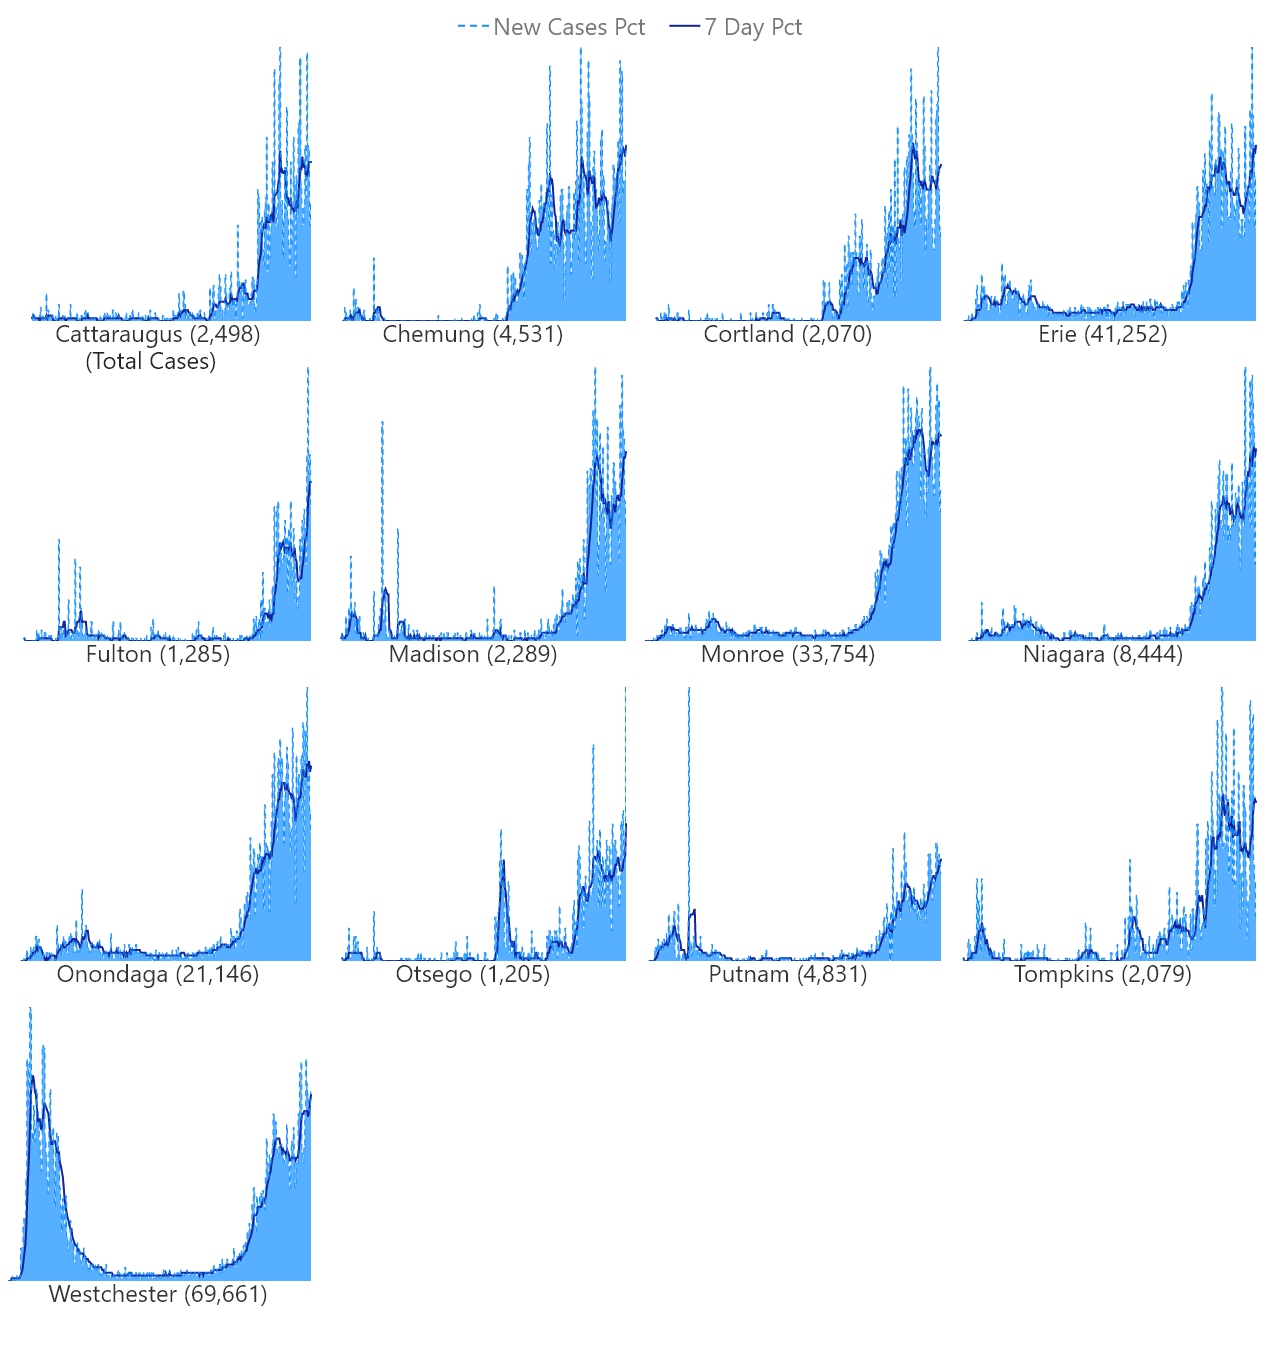 New Cases Pct 7 Day Pct
Cattaraugus (2,498) Chemung (4,531) Cortland (2,070) Erie (41,252)
(Total Cases)
Fulton (1,285) Madison (2,289) Monroe (33,754) Niagara (8,444)
Onondaga (21,146) Otsego (1,205) Putnam (4,831) Tompkins (2,079)
Westchester (69,661)